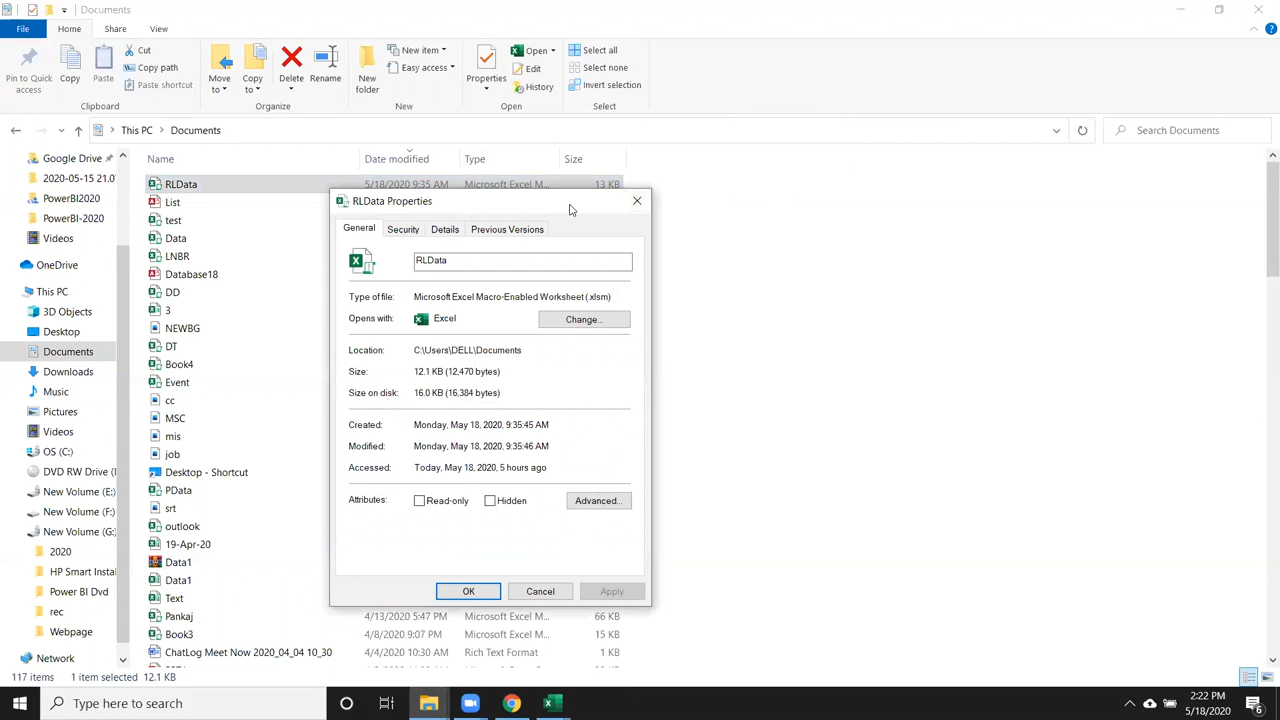 Documents
File Home Share View
Pin to Quick access
Copy
Paste
Cut
Copy path
Paste shortcut
Clipboard
Move to
Copy to
Delete
Rename
Organize
New folder
New item
Easy access
New
Properties
Open
Edit
History
Open
Select all
Select none
Invert selection
Select
This PC Documents
Search Documents
Google Drive
2020-05-15 21.0
PowerBI2020
PowerBI-2020
Videos
OneDrive
This PC
3D Objects
Desktop
Documents
Downloads
Music
Pictures
Videos
OS (C:)
DVD RW Drive (
New Volume (E:)
New Volume (F:)
New Volume (G:)
2020
HP Smart Instal
Power BI Dvd
rec
Webpage
Network
Name Date modified Type Size
RLData 5/18/2020 9:35 AM Microsoft Excel M... 13 KB
List
test
Data
LNBR
Database18
DD
3
NEWBG
DT
Book4
Event
cc
MSC
mis
job
Desktop - Shortcut
PData
srt
outlook
19-Apr-20
Data1
Data1
Text
Pankaj 4/13/2020 5:47 PM Microsoft Excel M... 66 KB
Book3 4/8/2020 9:07 PM Microsoft Excel M... 15 KB
ChatLog Meet Now 2020_04_04 10_30 4/4/2020 10:30 AM Rich Text Format 1 KB
RLData Properties
General Security Details Previous Versions
RLData
Type of file: Microsoft Excel Macro-Enabled Worksheet (.xlsm)
Opens with: Excel Change...
Location: C:\Users\DELL\Documents
Size: 12.1 KB (12,470 bytes)
Size on disk: 16.0 KB (16,384 bytes)
Created: Monday, May 18, 2020, 9:35:45 AM
Modified: Monday, May 18, 2020, 9:35:46 AM
Accessed: Today, May 18, 2020, 5 hours ago
Attributes: Read-only Hidden Advanced...
OK Cancel Apply
117 items 1 item selected 12.1 KB
Type here to search
2:22 PM
5/18/2020
6